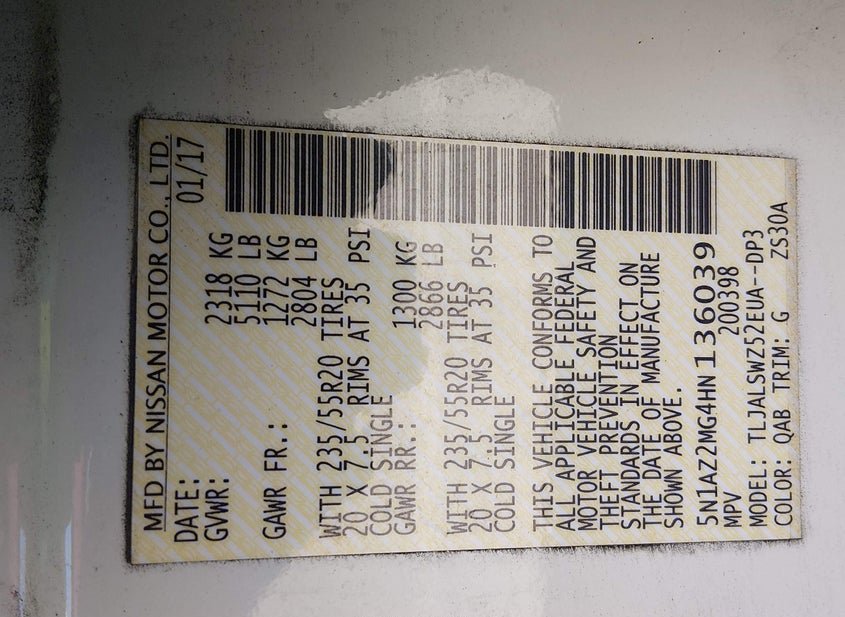 MFD BY NISSAN MOTOR CO., LTD.
DATE: 01/17
GVWR: 2318 KG
5110 LB
GAWR FR.: 1272 KG
2804 LB
WITH 235/55R20 TIRES
20 X 7.5 RIMS AT 35 PSI
COLD SINGLE
GAWR RR.: 1300 KG
2866 LB
WITH 235/55R20 TIRES
20 X 7.5 RIMS AT 35 PSI
COLD SINGLE
THIS VEHICLE CONFORMS TO
ALL APPLICABLE FEDERAL
MOTOR VEHICLE SAFETY AND
THEFT PREVENTION
STANDARDS IN EFFECT ON
THE DATE OF MANUFACTURE
SHOWN ABOVE.
5N1AZ2MG4HN136039
MPV 200398
MODEL: TLJALSWZ52EUA--DP3
COLOR: QAB TRIM: G ZS30A